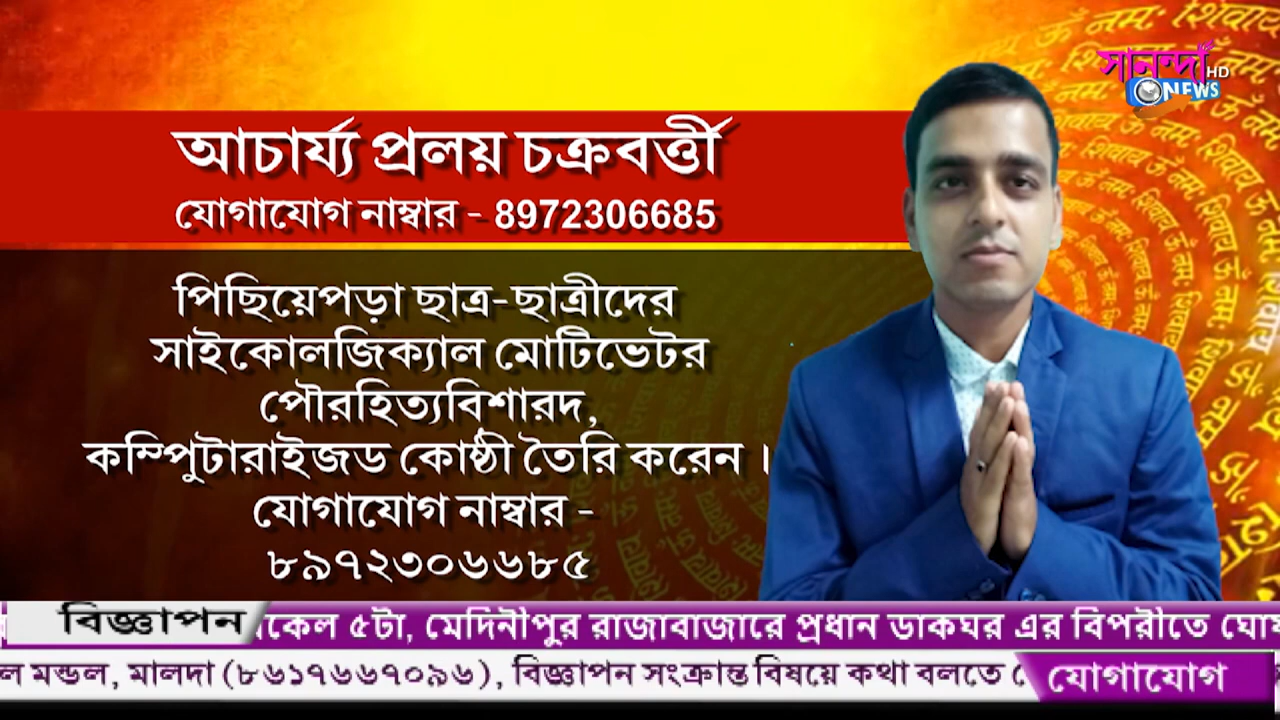 সানন্দা HD
NEWS
আচার্য্য প্রলয় চক্রবর্ত্তী
যোগাযোগ নাম্বার - 8972306685
পিছিয়েপড়া ছাত্র-ছাত্রীদের
সাইকোলজিক্যাল মোটিভেটর
পৌরহিত্যবিশারদ,
কম্পিউটারাইজড কোষ্ঠী তৈরি করেন ।
যোগাযোগ নাম্বার -
৮৯৭২৩০৬৬৮৫
বিজ্ঞাপন কেল ৫টা, মেদিনীপুর রাজাবাজারে প্রধান ডাকঘর এর বিপরীতে
ল মন্ডল, মালদা (৮৬১৭৬৬৭০৯৬), বিজ্ঞাপন সংক্রান্ত বিষয়ে কথা বলতে যোগাযোগ